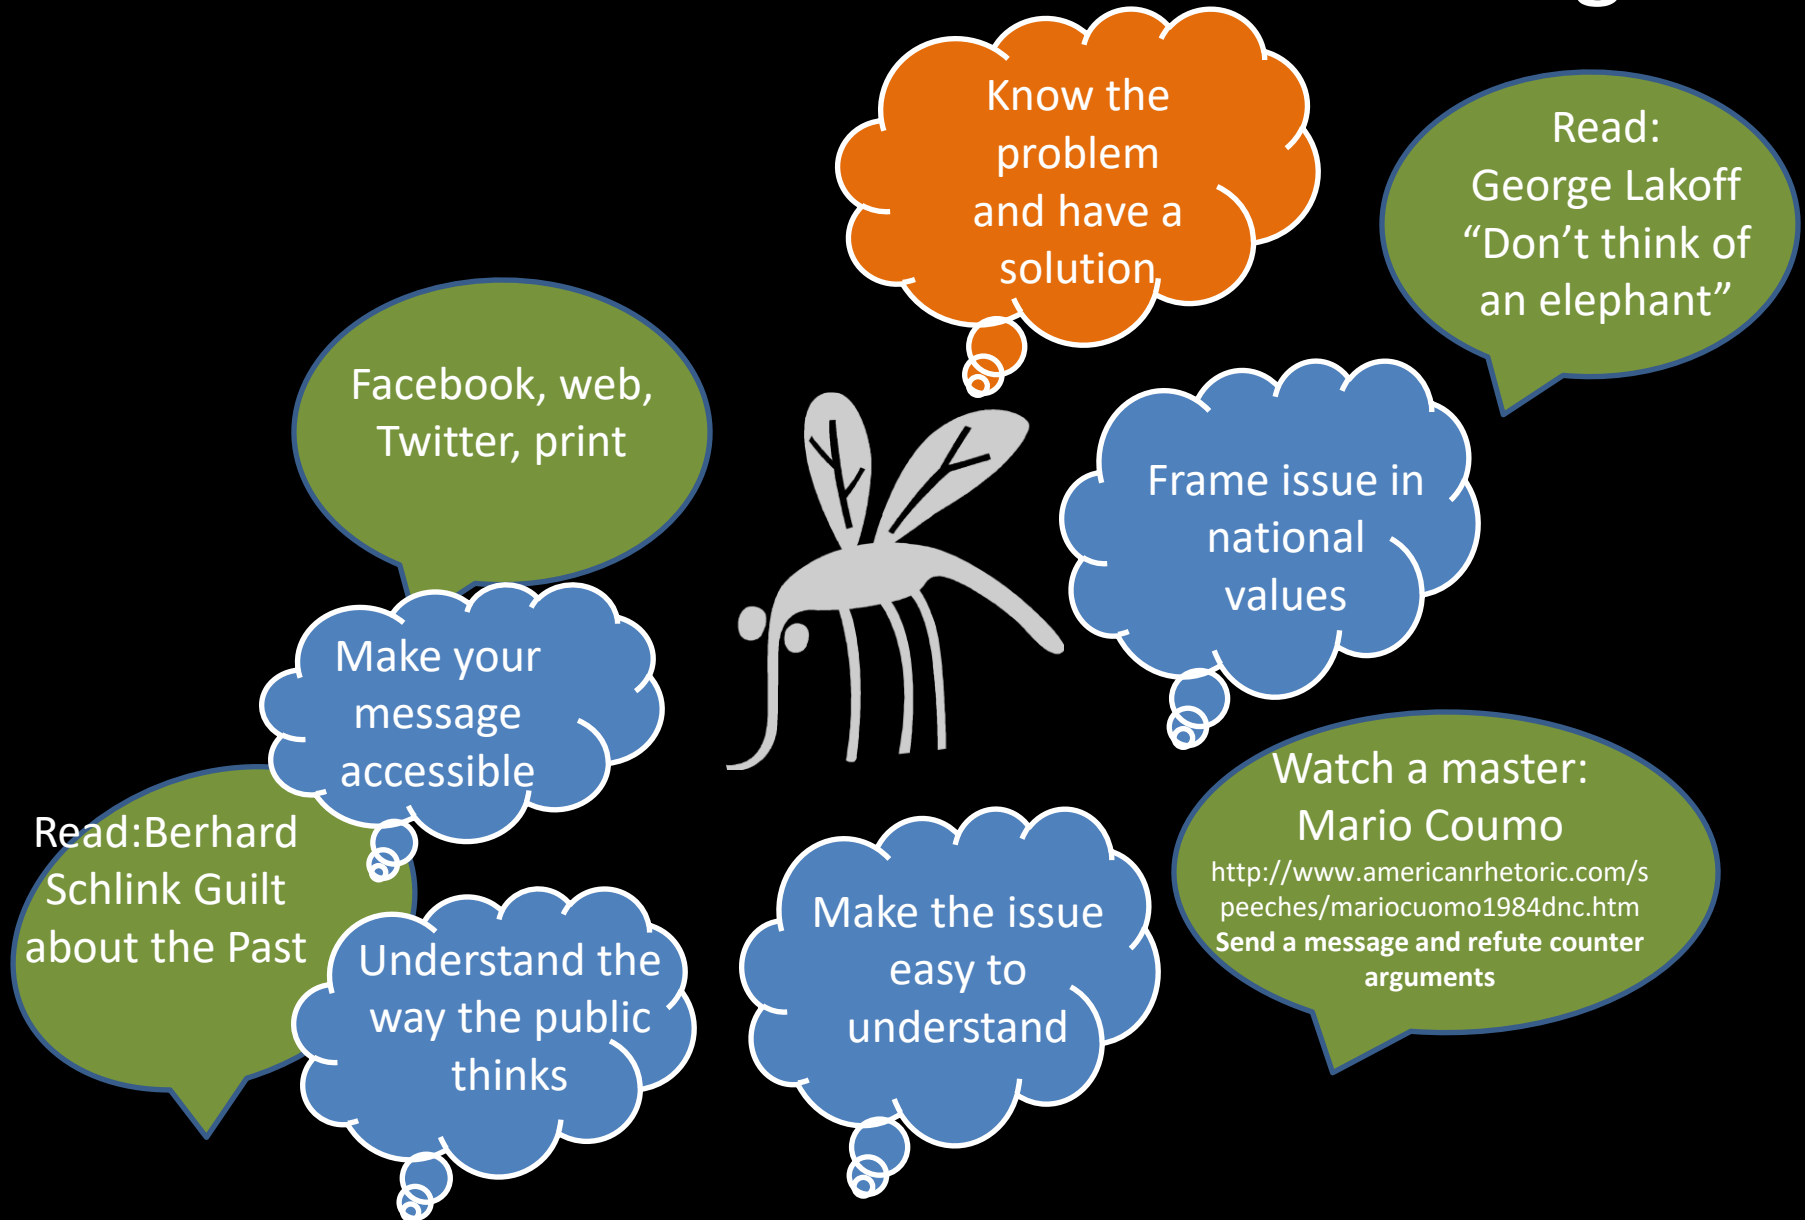 Know the
problem
and have a
solution
Read:
George Lakoff
“Don’t think of
an elephant”
Facebook, web,
Twitter, print
Frame issue in
national
values
Make your
message
accessible
Watch a master:
Mario Coumo
http://www.americanrhetoric.com/s
peeches/mariocuomo1984dnc.htm
Send a message and refute counter
arguments
Read:Berhard
Schlink Guilt
about the Past
Make the issue
easy to
understand
Understand the
way the public
thinks